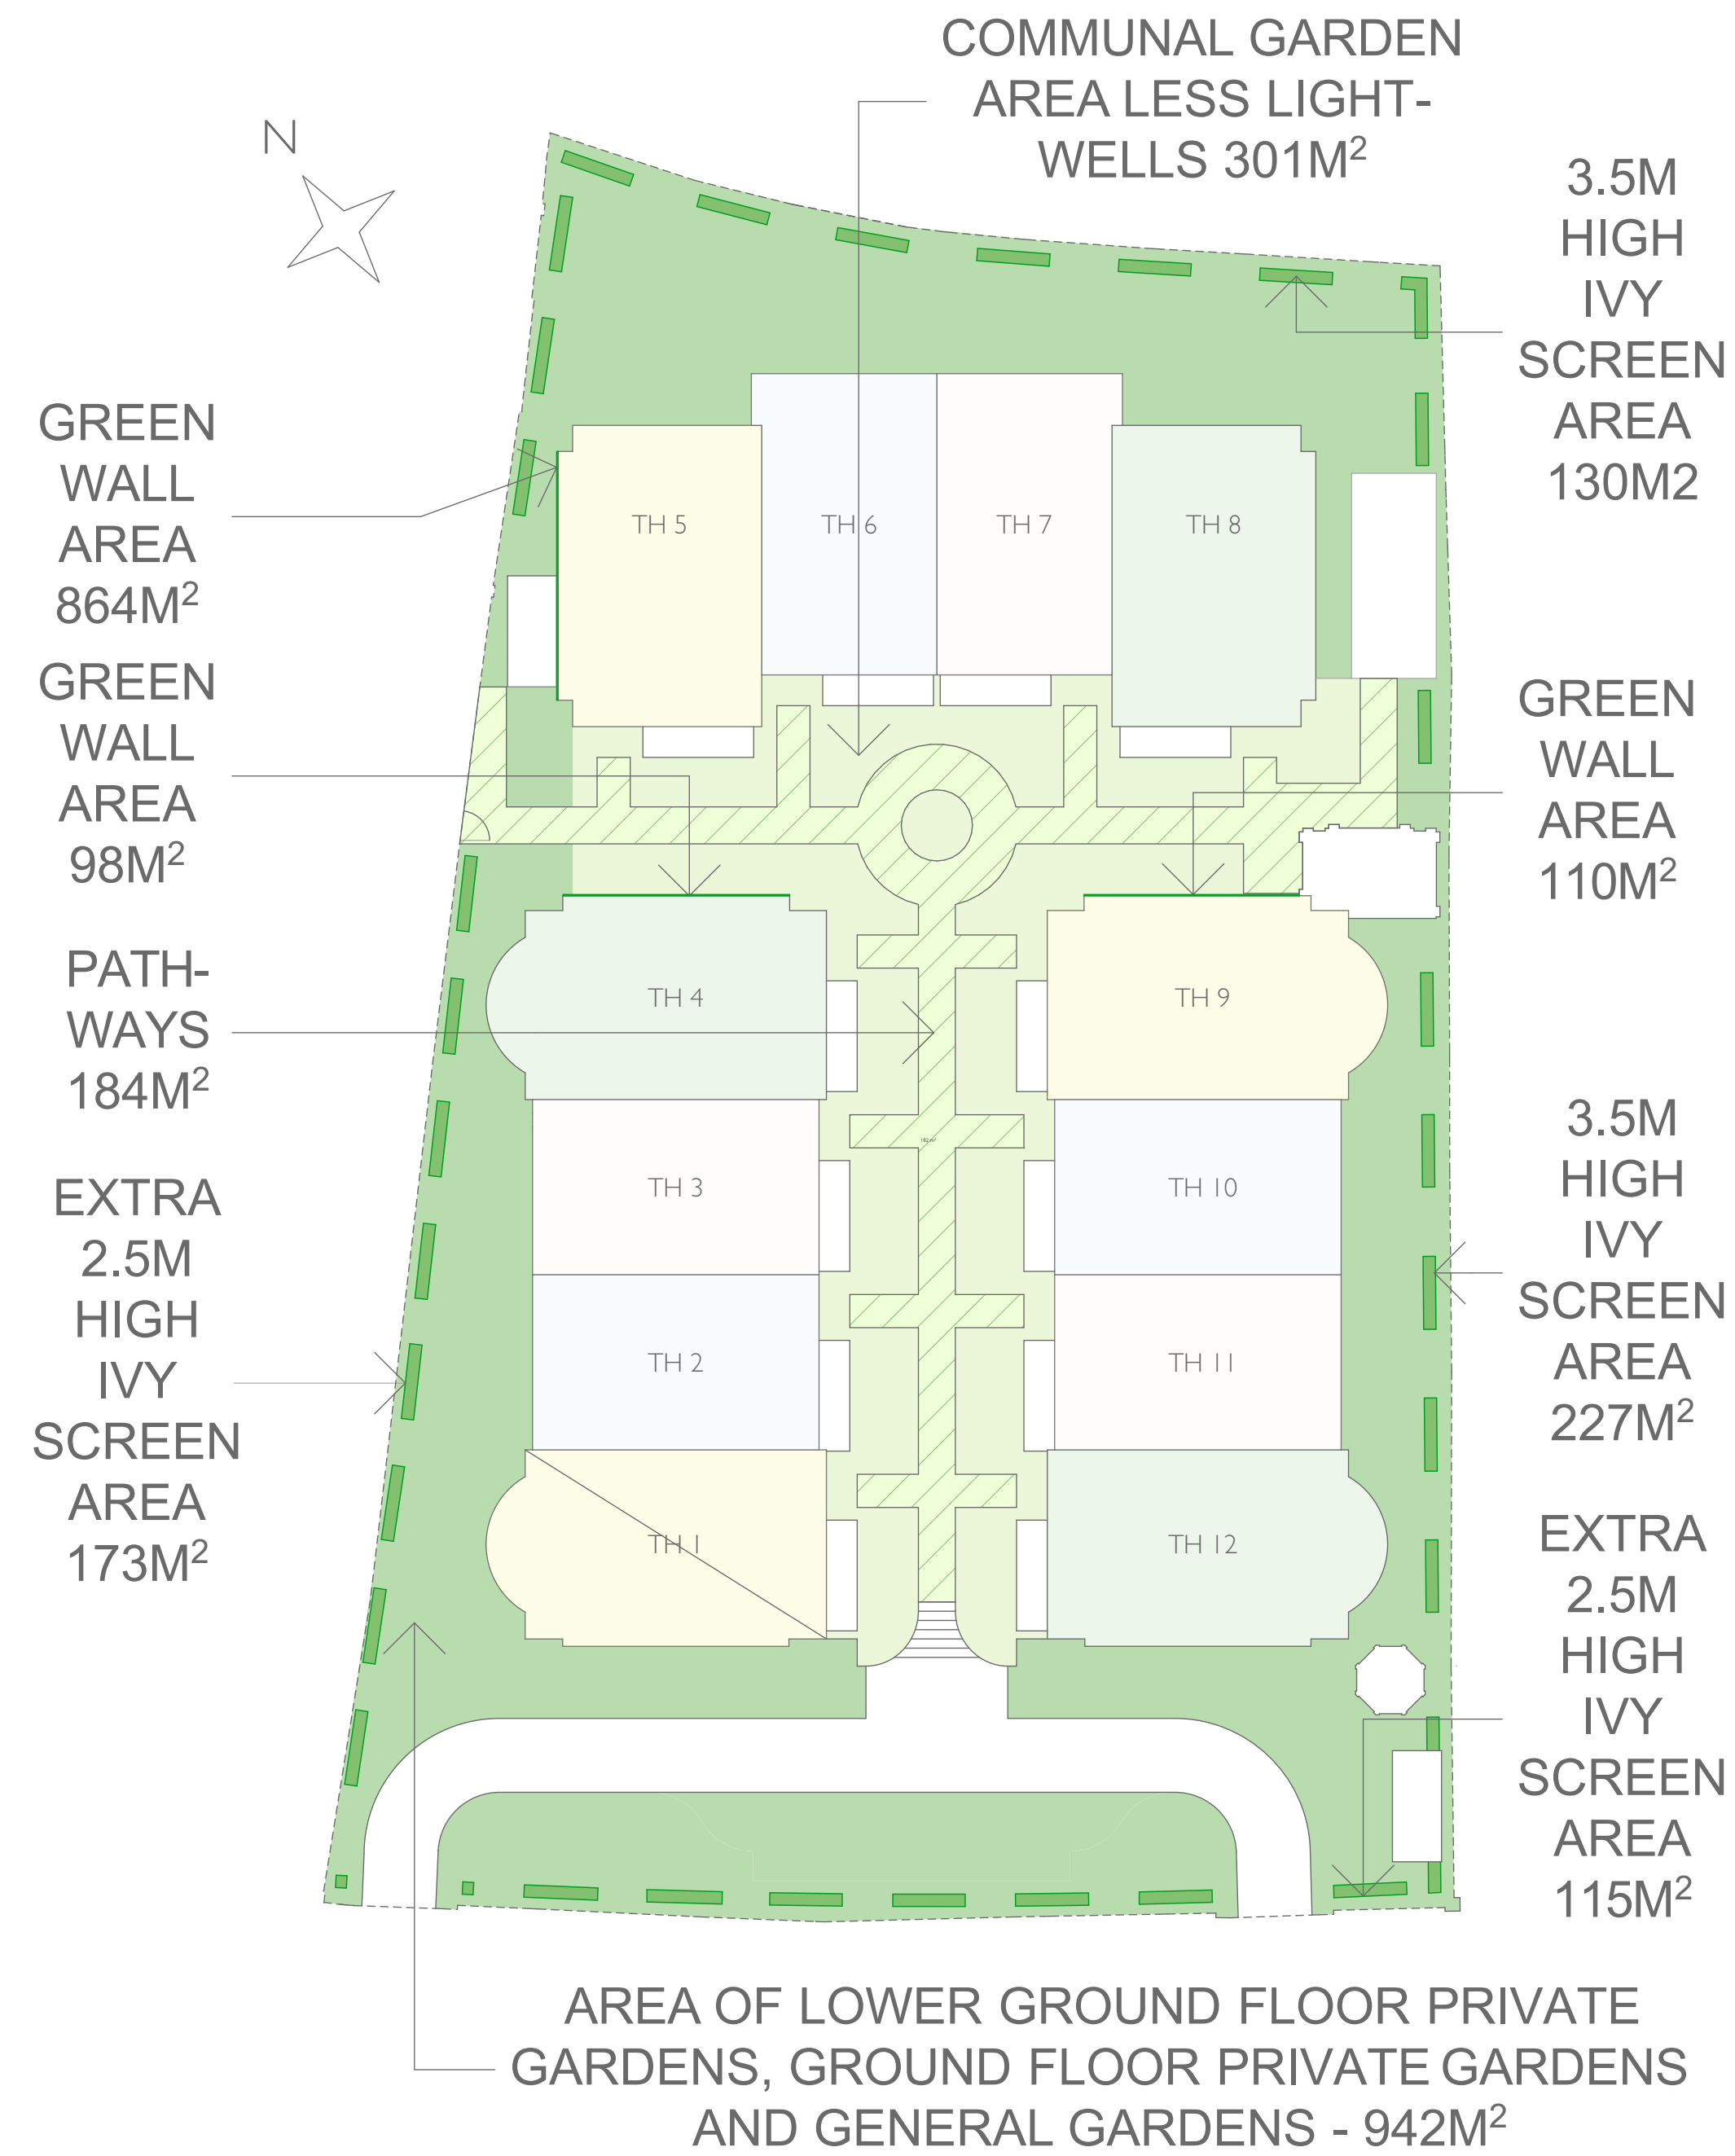 COMMUNAL GARDEN
AREA LESS LIGHT-
WELLS 301M²
N
3.5M
HIGH
IVY
SCREEN
AREA
130M2
GREEN
WALL
AREA
864M²
GREEN
WALL
AREA
98M²
PATH-
WAYS
184M²
EXTRA
2.5M
HIGH
IVY
SCREEN
AREA
173M²
TH 5
TH 6
TH 7
TH 8
GREEN
WALL
AREA
110M²
TH 4
TH 9
182 m²
TH 3
TH 10
TH 2
TH 11
TH 1
TH 12
3.5M
HIGH
IVY
SCREEN
AREA
227M²
EXTRA
2.5M
HIGH
IVY
SCREEN
AREA
115M²
AREA OF LOWER GROUND FLOOR PRIVATE
GARDENS, GROUND FLOOR PRIVATE GARDENS
AND GENERAL GARDENS - 942M²